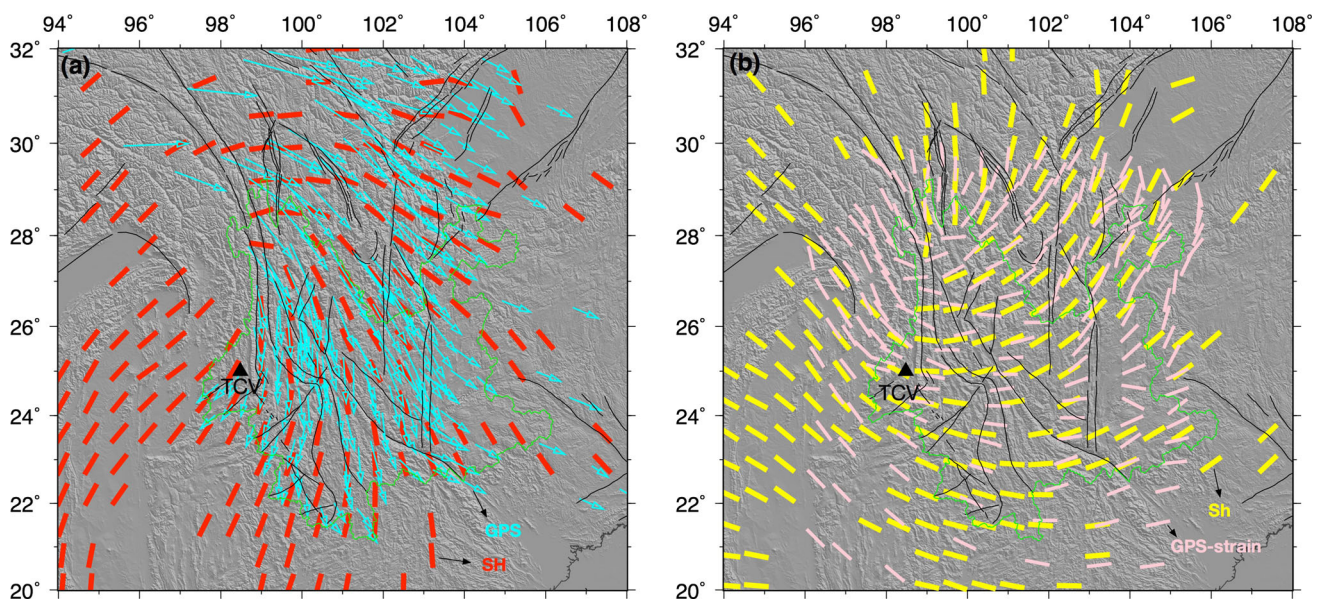 94 96 98 100 102 104 106 108 94 96 98 100 102 104 106 108
32° (a) 32° (b)
30° 30°
28° 28°
26° 26°
TCV TCV
24° 24°
22° 22°
GPS Sh
SH GPS-strain
20° 20°